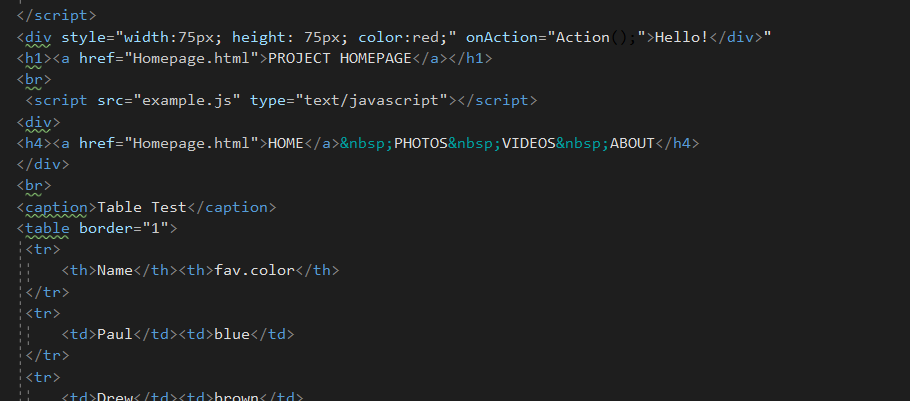 </script>
<div style="width:75px; height: 75px; color:red;" onAction="Action();">Hello!</div>"
<h1><a href="Homepage.html">PROJECT HOMEPAGE</a></h1>
<br>
<script src="example.js" type="text/javascript"></script>
<div>
<h4><a href="Homepage.html">HOME</a>&nbsp;PHOTOS&nbsp;VIDEOS&nbsp;ABOUT</h4>
</div>
<br>
<caption>Table Test</caption>
<table border="1">
<tr>
<th>Name</th><th>fav.color</th>
</tr>
<tr>
<td>Paul</td><td>blue</td>
</tr>
<tr>
<td>Drew</td><td>brown</td>